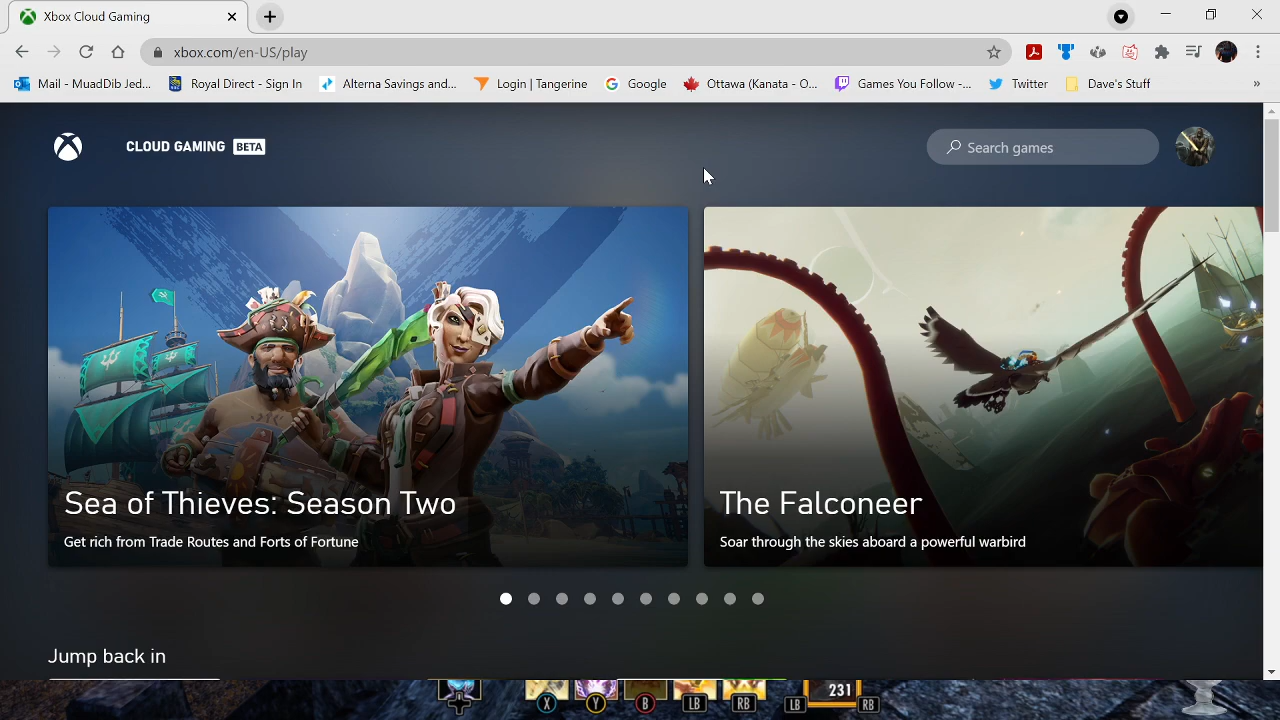 Xbox Cloud Gaming
xbox.com/en-US/play
Mail - MuadDib Jed... Royal Direct - Sign In Alterna Savings and... Login | Tangerine Google Ottawa (Kanata - O... Games You Follow -... Twitter Dave's Stuff »
CLOUD GAMING BETA
Search games
Sea of Thieves: Season Two
Get rich from Trade Routes and Forts of Fortune
The Falconeer
Soar through the skies aboard a powerful warbird
Jump back in
X Y B LB RB LB 231 RB